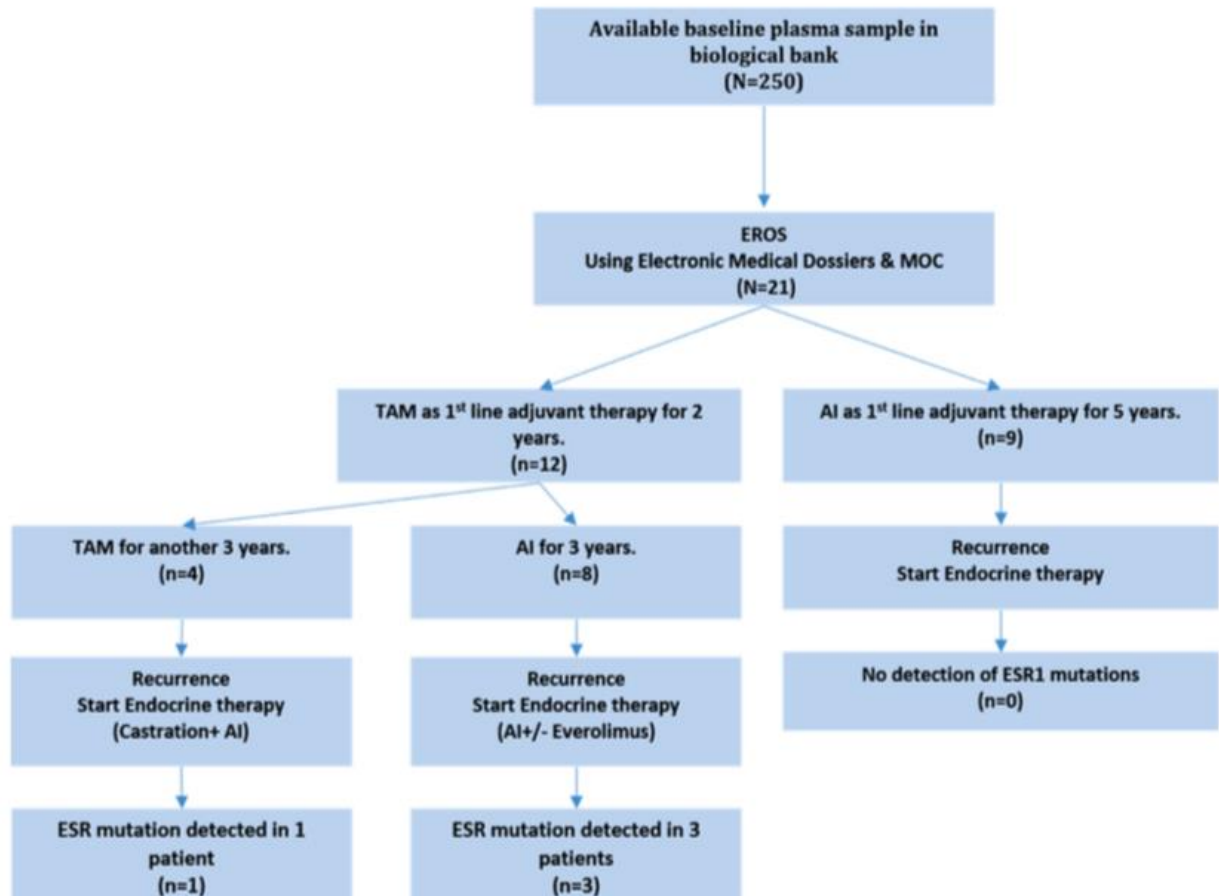 Available baseline plasma sample in
biological bank
(N=250)
EROS
Using Electronic Medical Dossiers & MOC
(N=21)
TAM as 1st line adjuvant therapy for 2
years.
(n=12)
AI as 1st line adjuvant therapy for 5 years.
(n=9)
TAM for another 3 years.
(n=4)
AI for 3 years.
(n=8)
Recurrence
Start Endocrine therapy
Recurrence
Start Endocrine therapy
(Castration+ AI)
Recurrence
Start Endocrine therapy
(AI+/- Everolimus)
No detection of ESR1 mutations
(n=0)
ESR mutation detected in 1
patient
(n=1)
ESR mutation detected in 3
patients
(n=3)